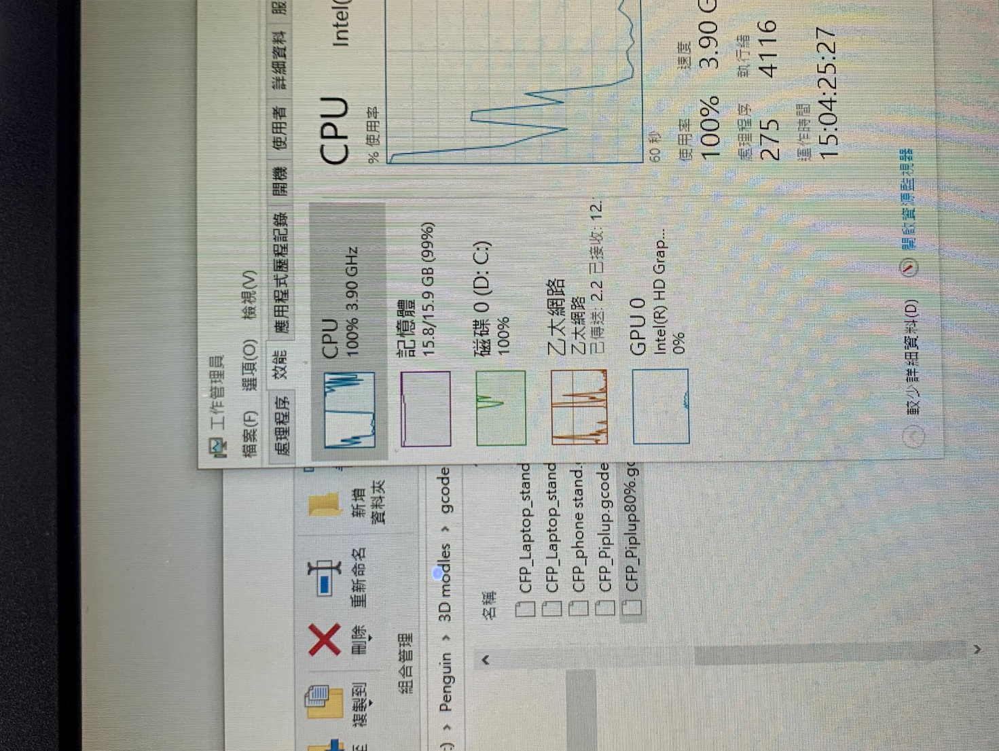 工作管理員
檔案(F) 選項(O) 檢視(V)
處理程序 效能 應用程式歷程記錄 開機 使用者 詳細資料 服
CPU
100% 3.90 GHz
記憶體
15.8/15.9 GB (99%)
磁碟 0 (D: C:)
100%
乙太網路
乙太網路
已傳送: 2.2 已接收: 12.
GPU 0
Intel(R) HD Grap...
0%
CPU Intel(
% 使用率
60 秒
使用率 速度
100% 3.90 G
處理程序 執行緒
275 4116
運作時間
15:04:25:27
較少詳細資料(D) 開啟資源監視器
至
複製到
刪除
重新命名
新增
資料夾
組合管理
:) › Penguin › 3D modles › gcode
名稱
CFP_Laptop_stand
CFP_Laptop_stand
CFP_phone stand.
CFP_Piplup.gcode
CFP_Piplup80%.gc